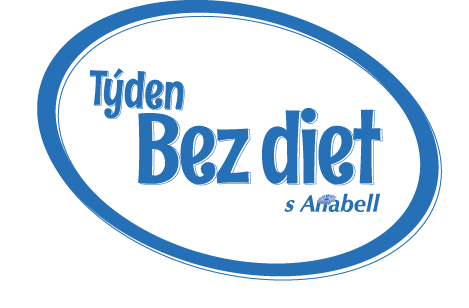 Týden
Bez diet
s Anabell